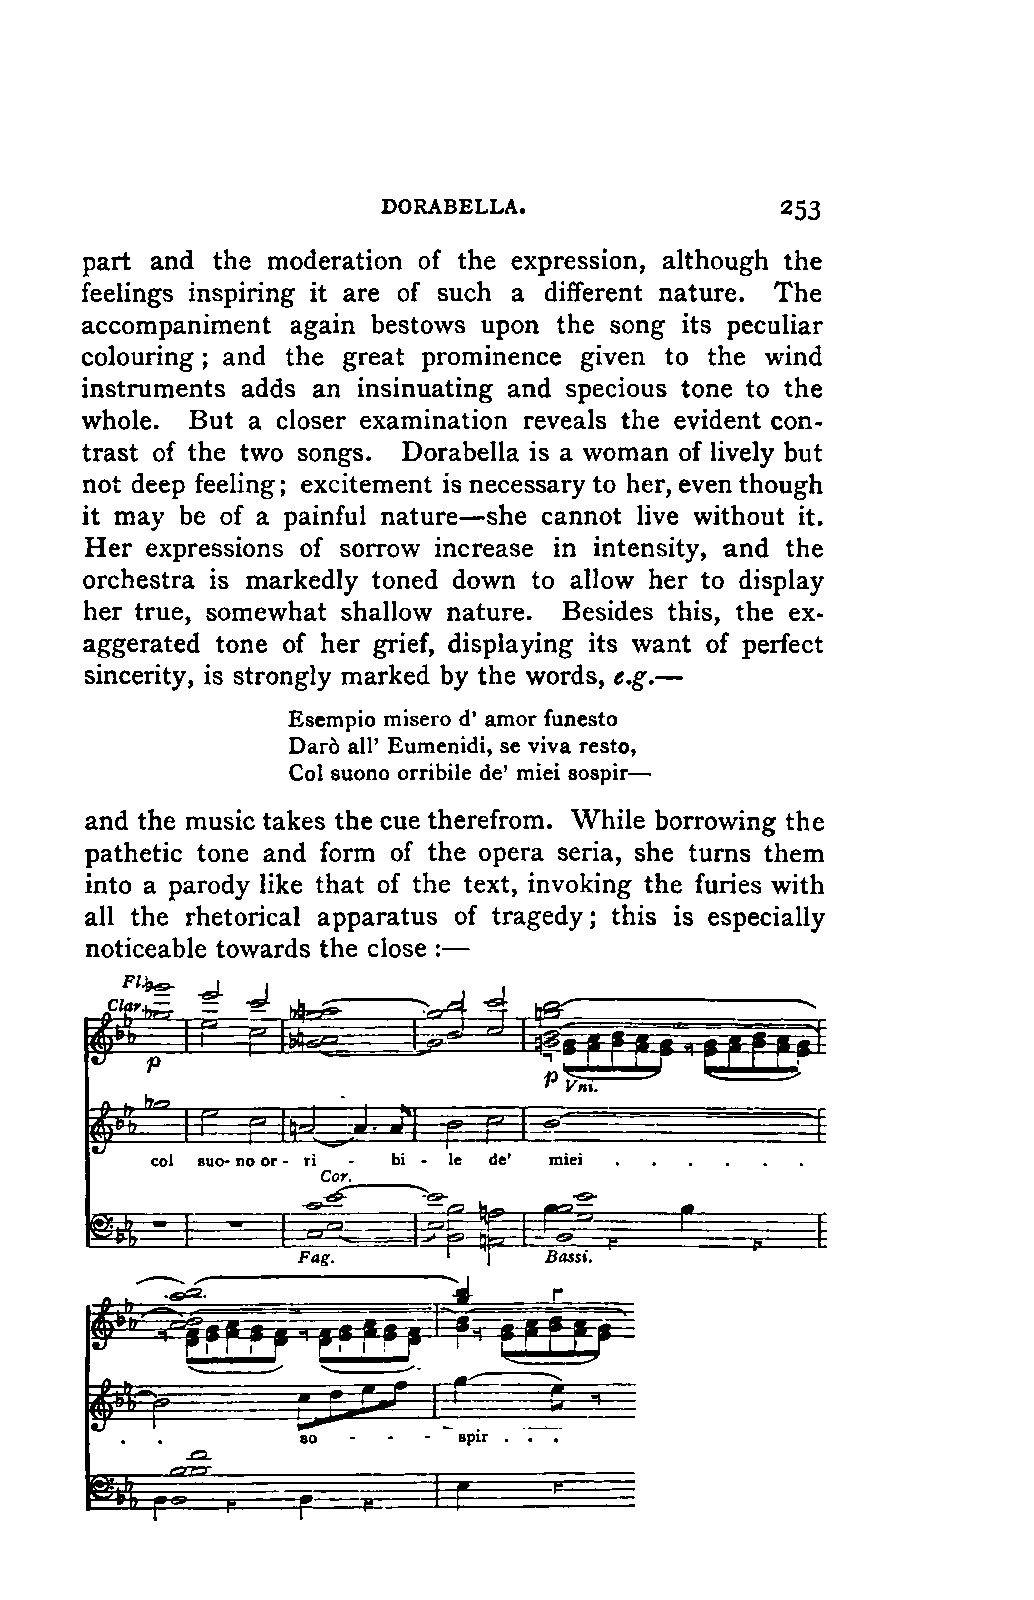 DORABELLA. 253
part and the moderation of the expression, although the
feelings inspiring it are of such a different nature. The
accompaniment again bestows upon the song its peculiar
colouring; and the great prominence given to the wind
instruments adds an insinuating and specious tone to the
whole. But a closer examination reveals the evident con-
trast of the two songs. Dorabella is a woman of lively but
not deep feeling; excitement is necessary to her, even though
it may be of a painful nature—she cannot live without it.
Her expressions of sorrow increase in intensity, and the
orchestra is markedly toned down to allow her to display
her true, somewhat shallow nature. Besides this, the ex-
aggerated tone of her grief, displaying its want of perfect
sincerity, is strongly marked by the words, e.g.—
Esempio misero d' amor funesto
Darò all' Eumenidi, se viva resto,
Col suono orribile de' miei sospir—
and the music takes the cue therefrom. While borrowing the
pathetic tone and form of the opera seria, she turns them
into a parody like that of the text, invoking the furies with
all the rhetorical apparatus of tragedy; this is especially
noticeable towards the close :—
Fl.
Clar.
p
p Vni.
col suo- no or - ri - bi - le de' miei . . . . . .
Cor.
Fag. Bassi.
. . so - - - spir . . .